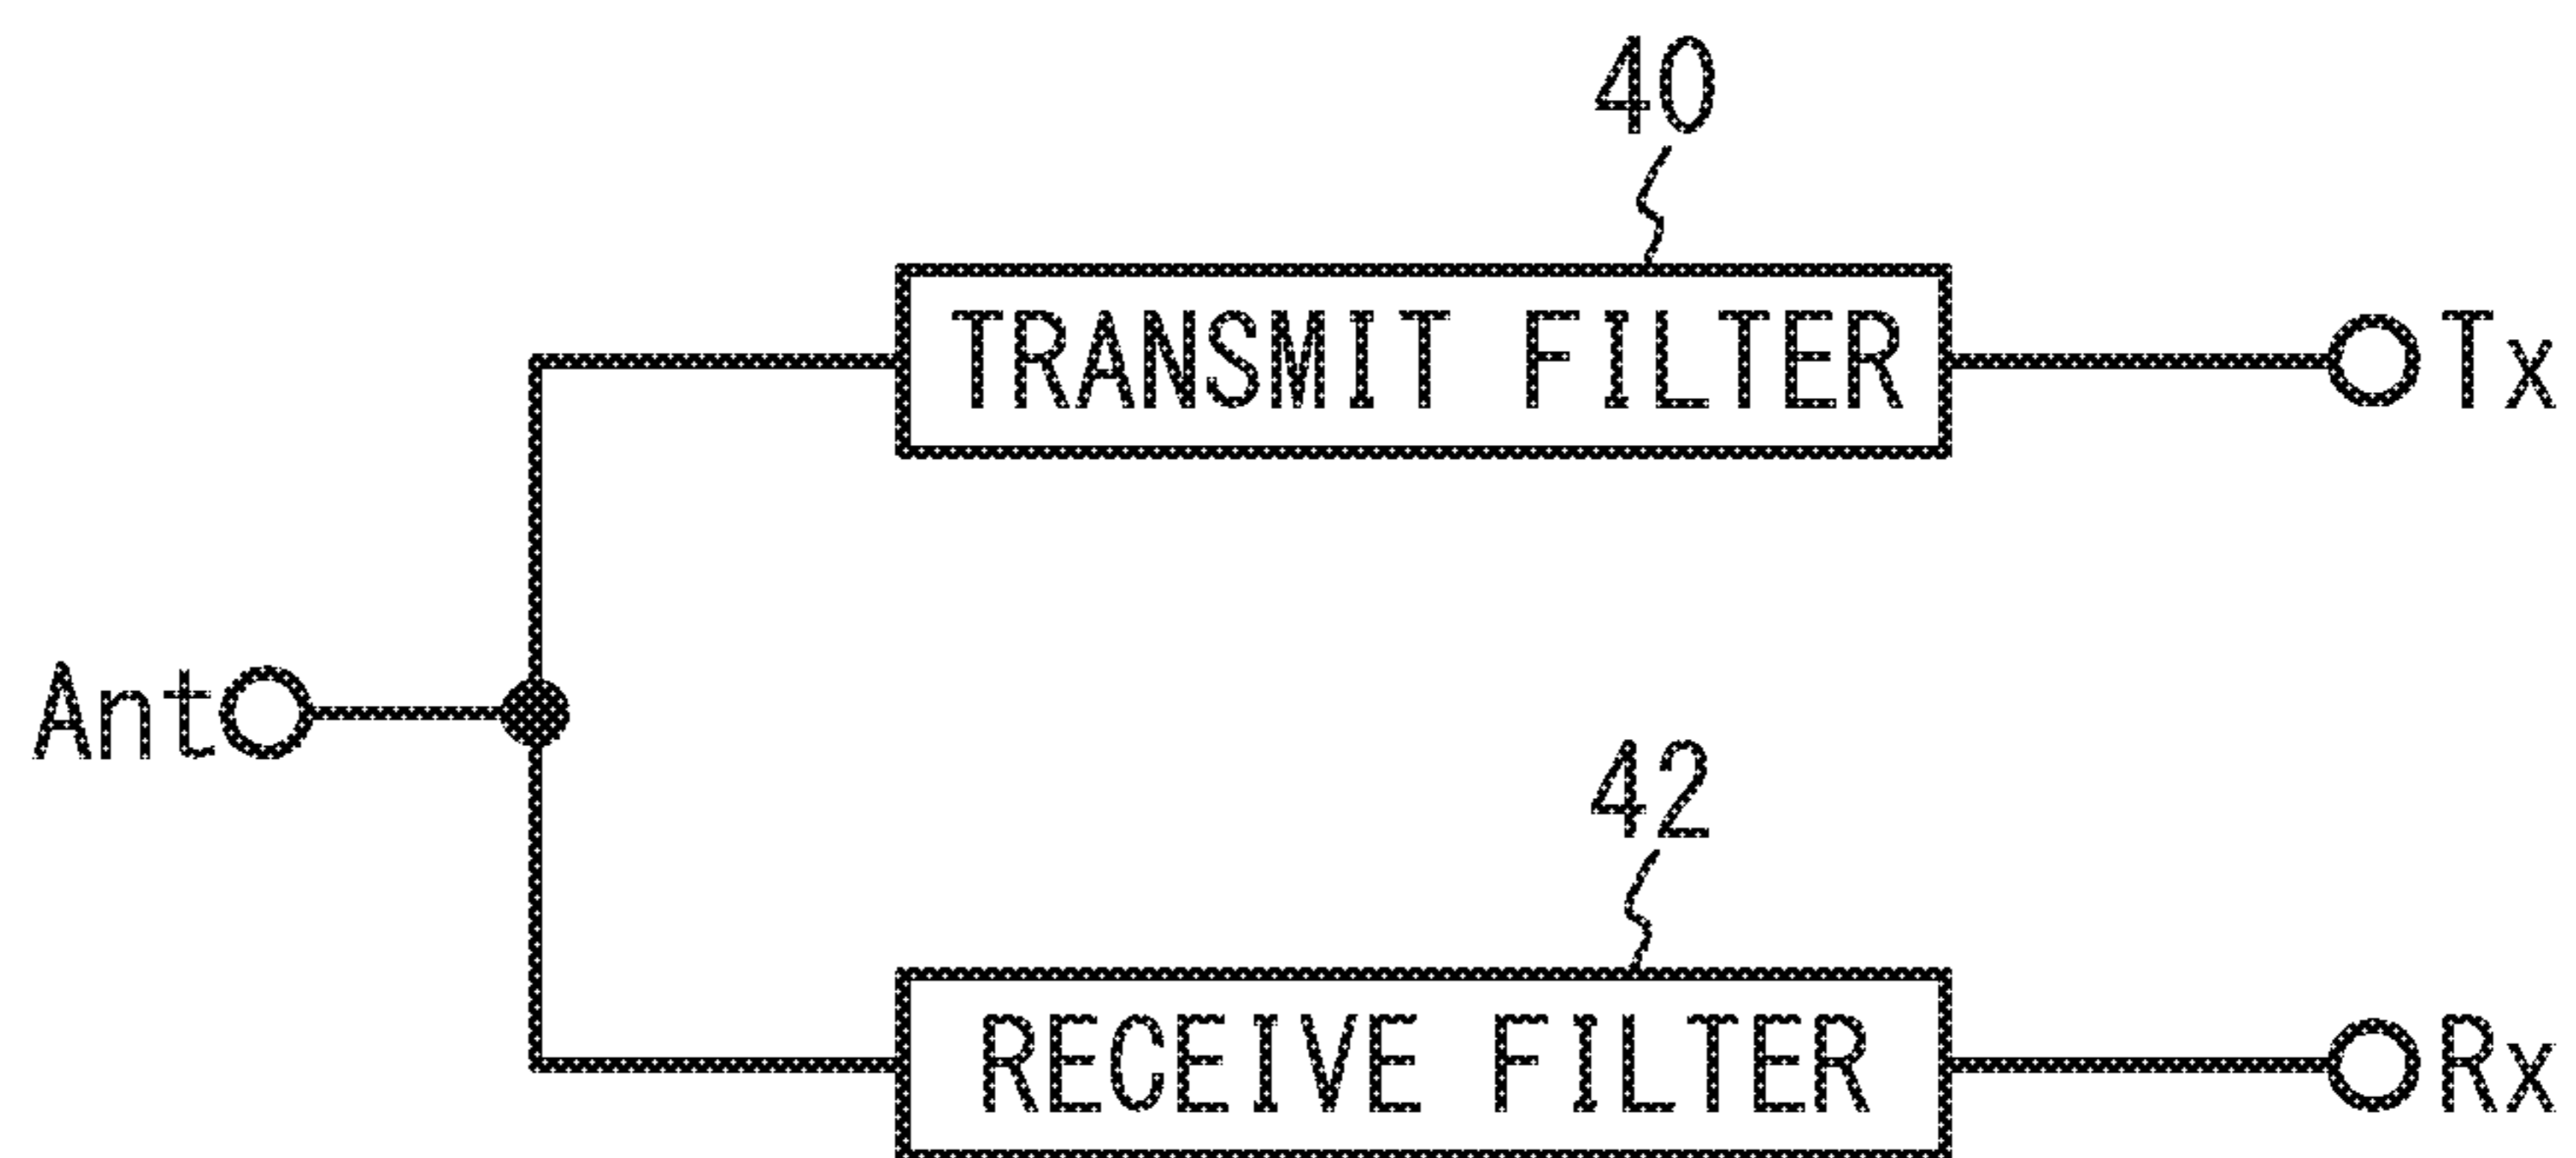 40
TRANSMIT FILTER
Tx
Ant
42
RECEIVE FILTER
Rx